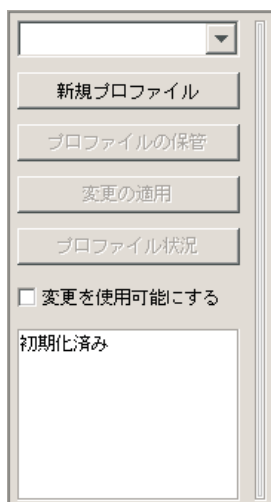 新規プロファイル
プロファイルの保管
変更の適用
プロファイル状況
変更を使用可能にする
初期化済み